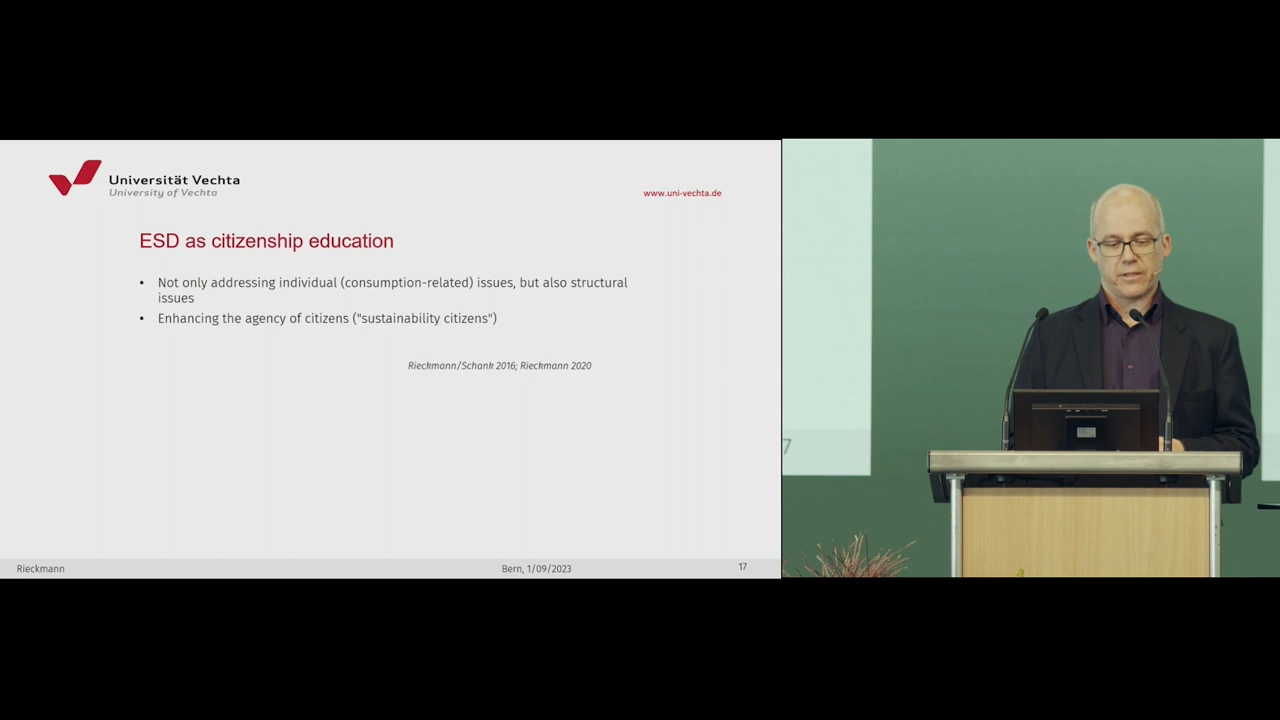 Universität Vechta
University of Vechta
www.uni-vechta.de
ESD as citizenship education
• Not only addressing individual (consumption-related) issues, but also structural
issues
• Enhancing the agency of citizens ("sustainability citizens")
Rieckmann/Schank 2016; Rieckmann 2020
Rieckmann
Bern, 1/09/2023
17
7